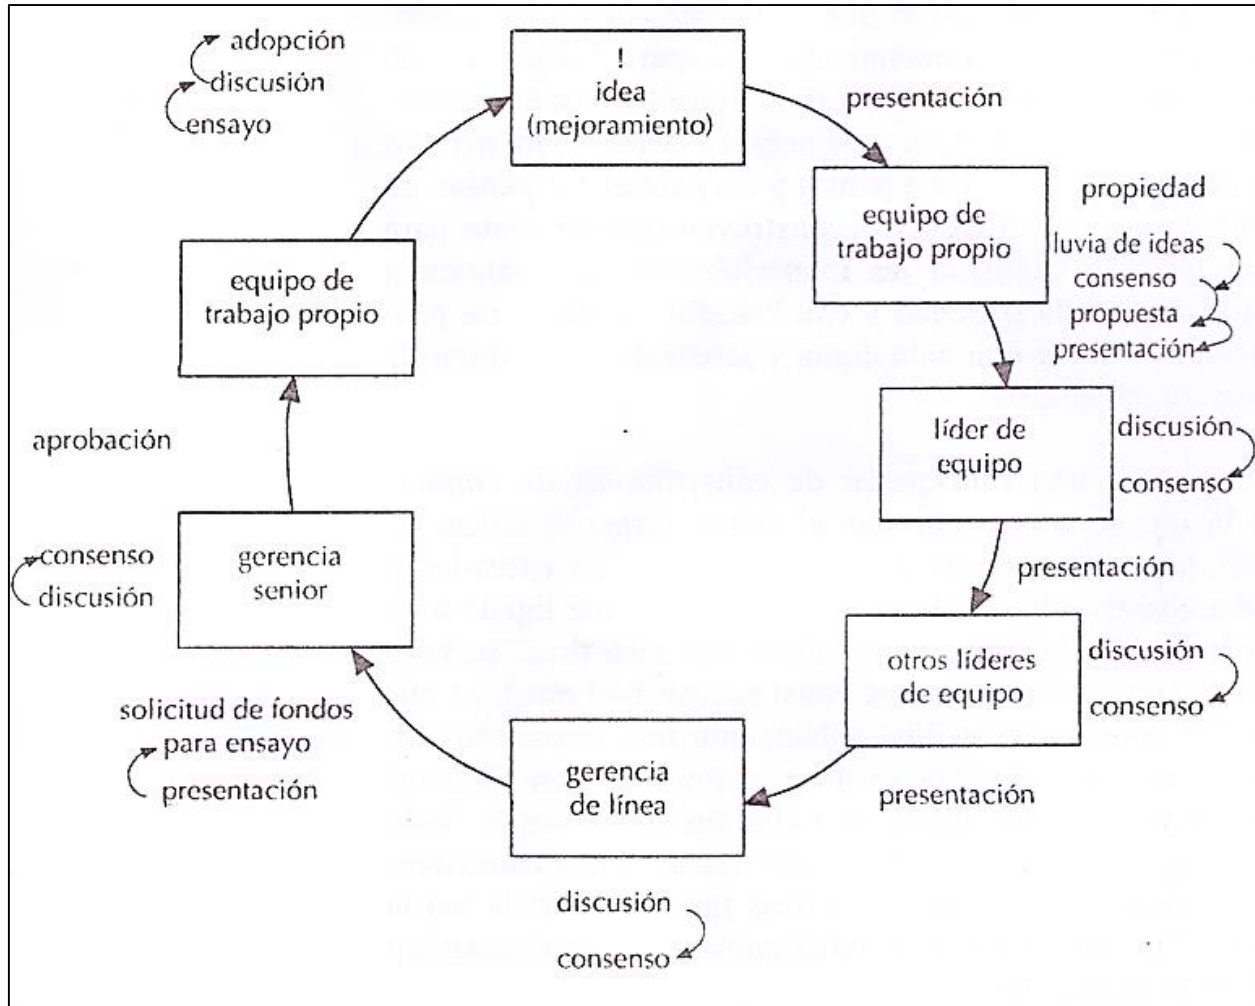 !
idea
(mejoramiento)
presentación
equipo de
trabajo propio
propiedad
luvia de ideas
consenso
propuesta
presentación
líder de
equipo
discusión
consenso
presentación
otros líderes
de equipo
discusión
consenso
presentación
gerencia
de línea
discusión
consenso
solicitud de fondos
para ensayo
presentación
gerencia
senior
consenso
discusión
aprobación
equipo de
trabajo propio
adopción
discusión
ensayo